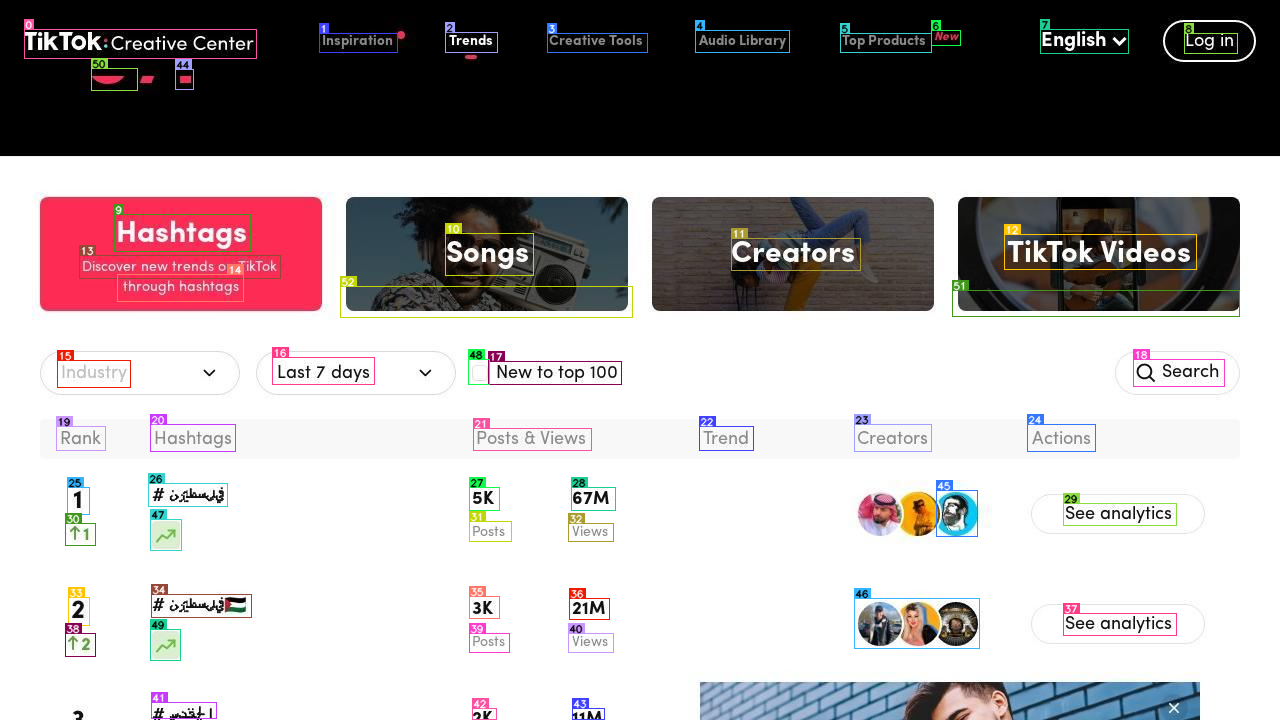 TikTok: Creative Center Inspiration Trends Creative Tools Audio Library Top Products New English Log in
Hashtags Songs Creators TikTok Videos
Discover new trends on TikTok
through hashtags
Industry Last 7 days New to top 100 Search
Rank Hashtags Posts & Views Trend Creators Actions
1 # فلسطين 5K 67M See analytics
1 Posts Views
2 # فلسطين🇵🇸 3K 21M See analytics
2 Posts Views
3 # القدس 2K 11M